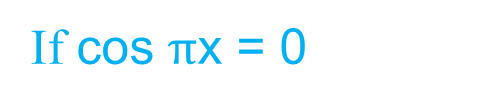 If cos πx = 0